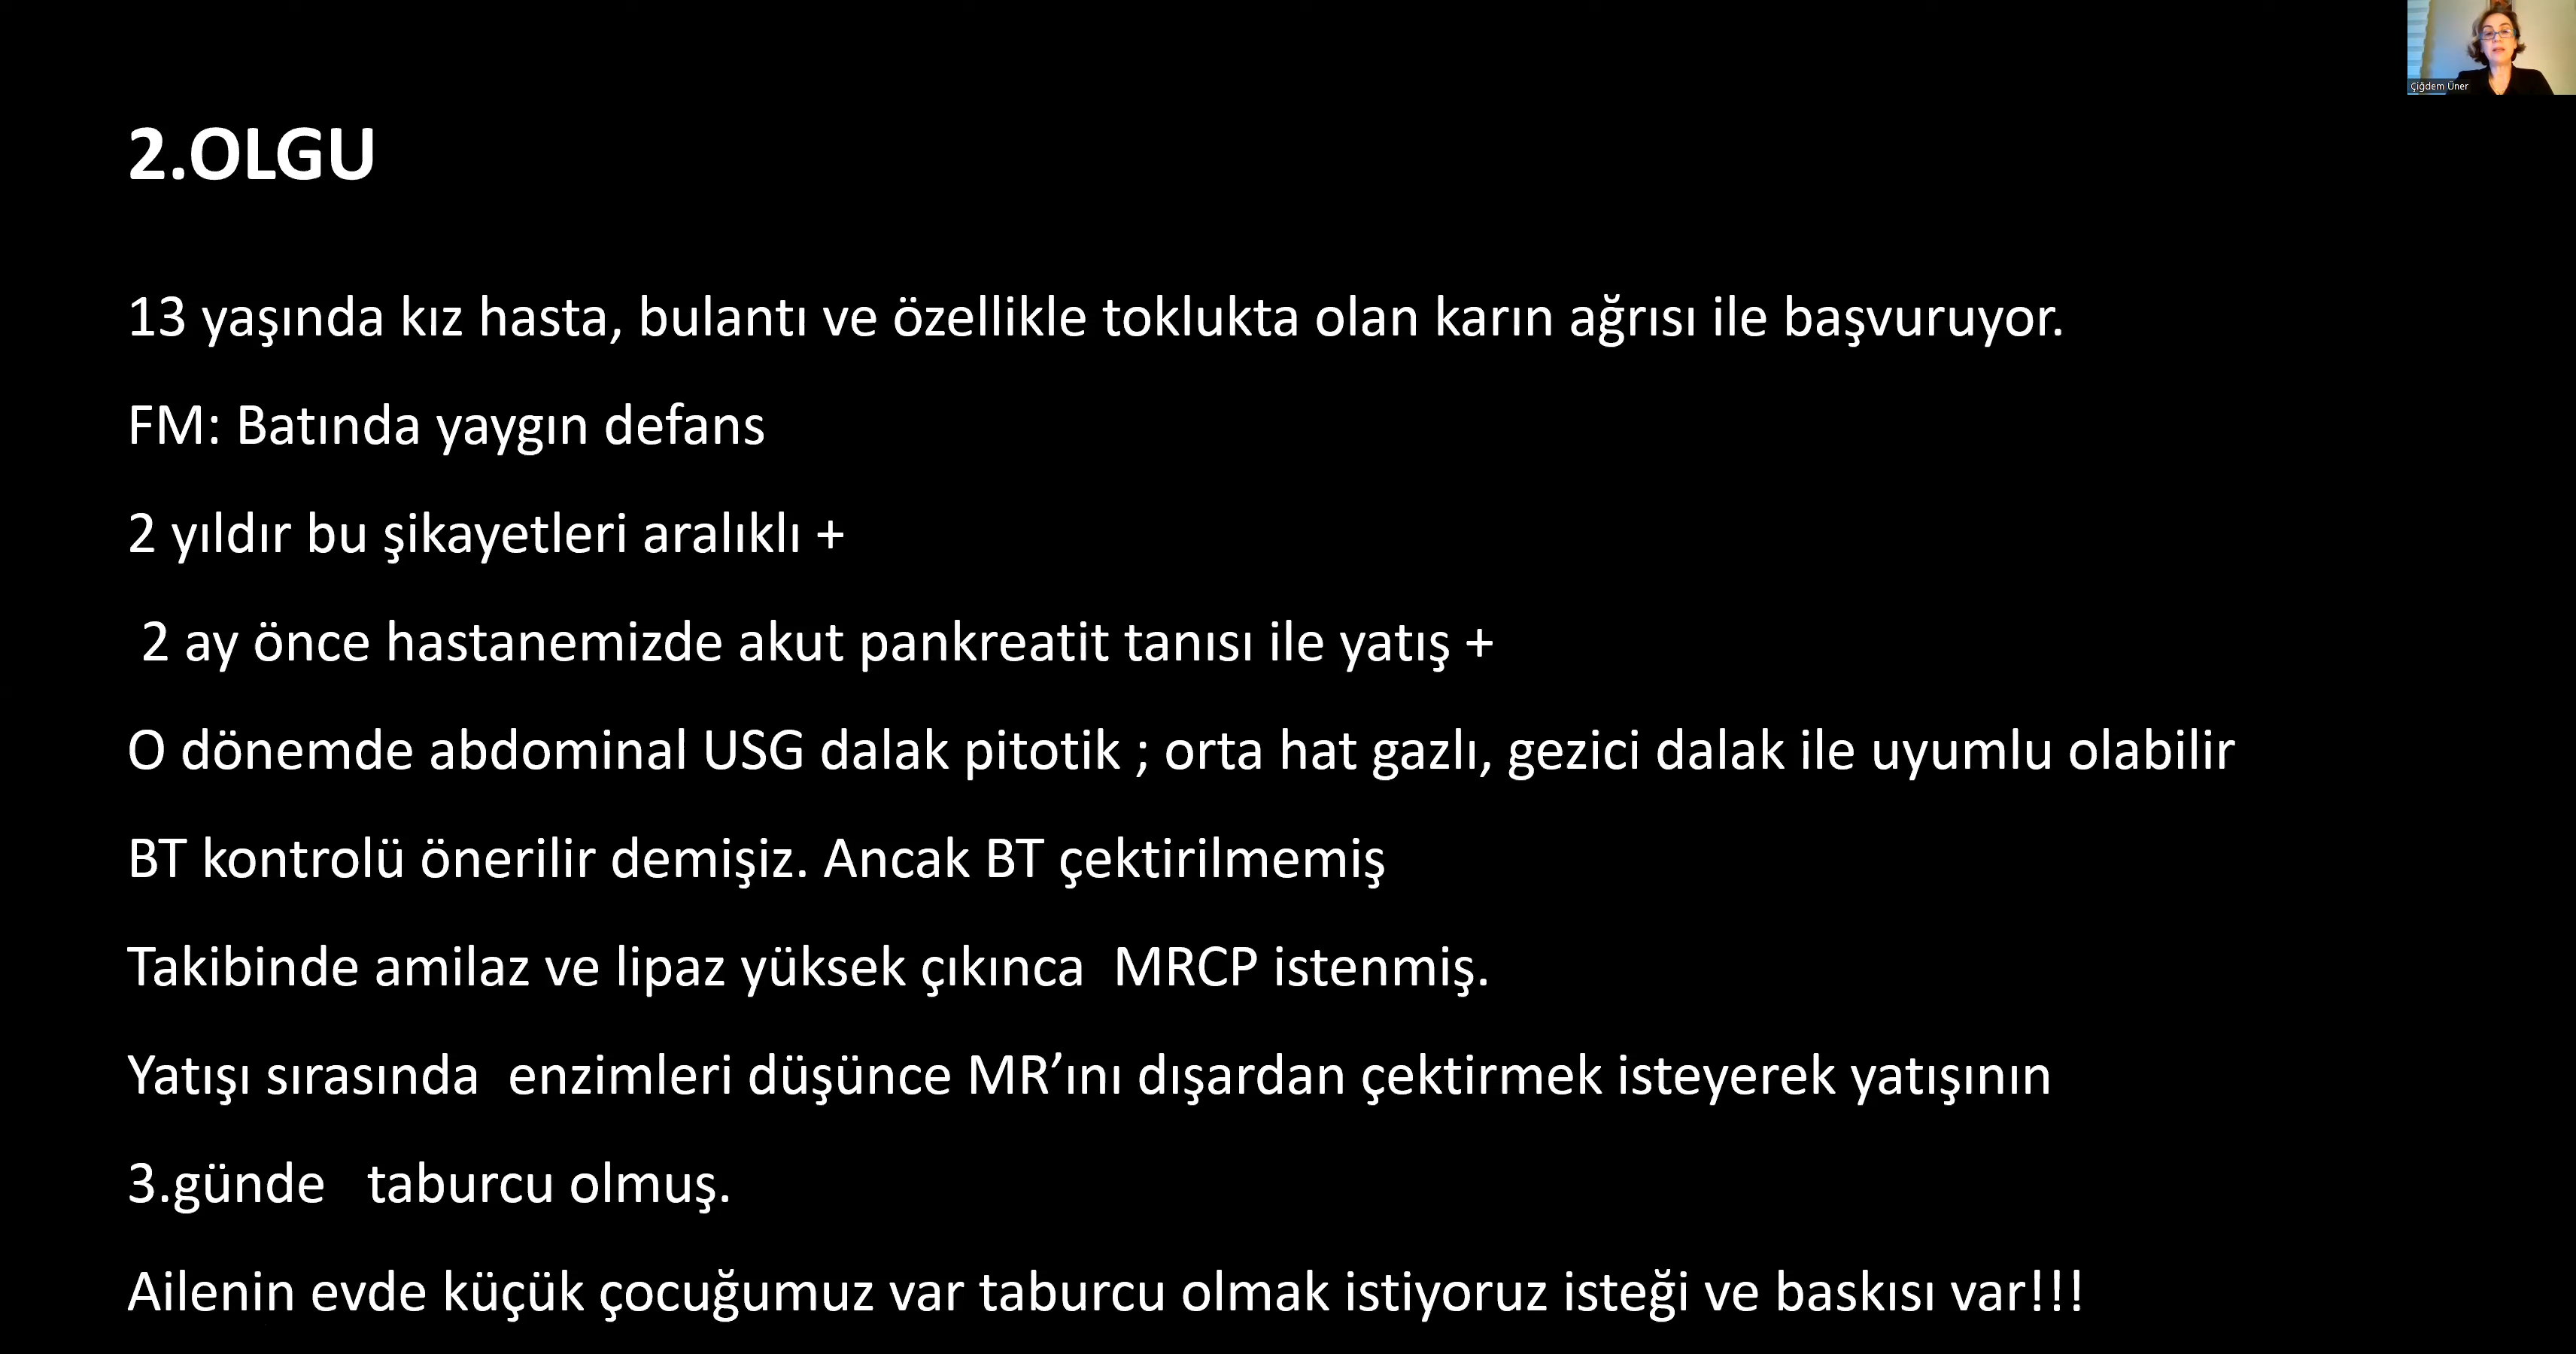 Çiğdem Üner
2.OLGU
13 yaşında kız hasta, bulantı ve özellikle toklukta olan karın ağrısı ile başvuruyor.
FM: Batında yaygın defans
2 yıldır bu şikayetleri aralıklı +
2 ay önce hastanemizde akut pankreatit tanısı ile yatış +
O dönemde abdominal USG dalak pitotik ; orta hat gazlı, gezici dalak ile uyumlu olabilir
BT kontrolü önerilir demişiz. Ancak BT çektirilmemiş
Takibinde amilaz ve lipaz yüksek çıkınca MRCP istenmiş.
Yatışı sırasında enzimleri düşünce MR’ını dışardan çektirmek isteyerek yatışının
3.günde taburcu olmuş.
Ailenin evde küçük çocuğumuz var taburcu olmak istiyoruz isteği ve baskısı var!!!